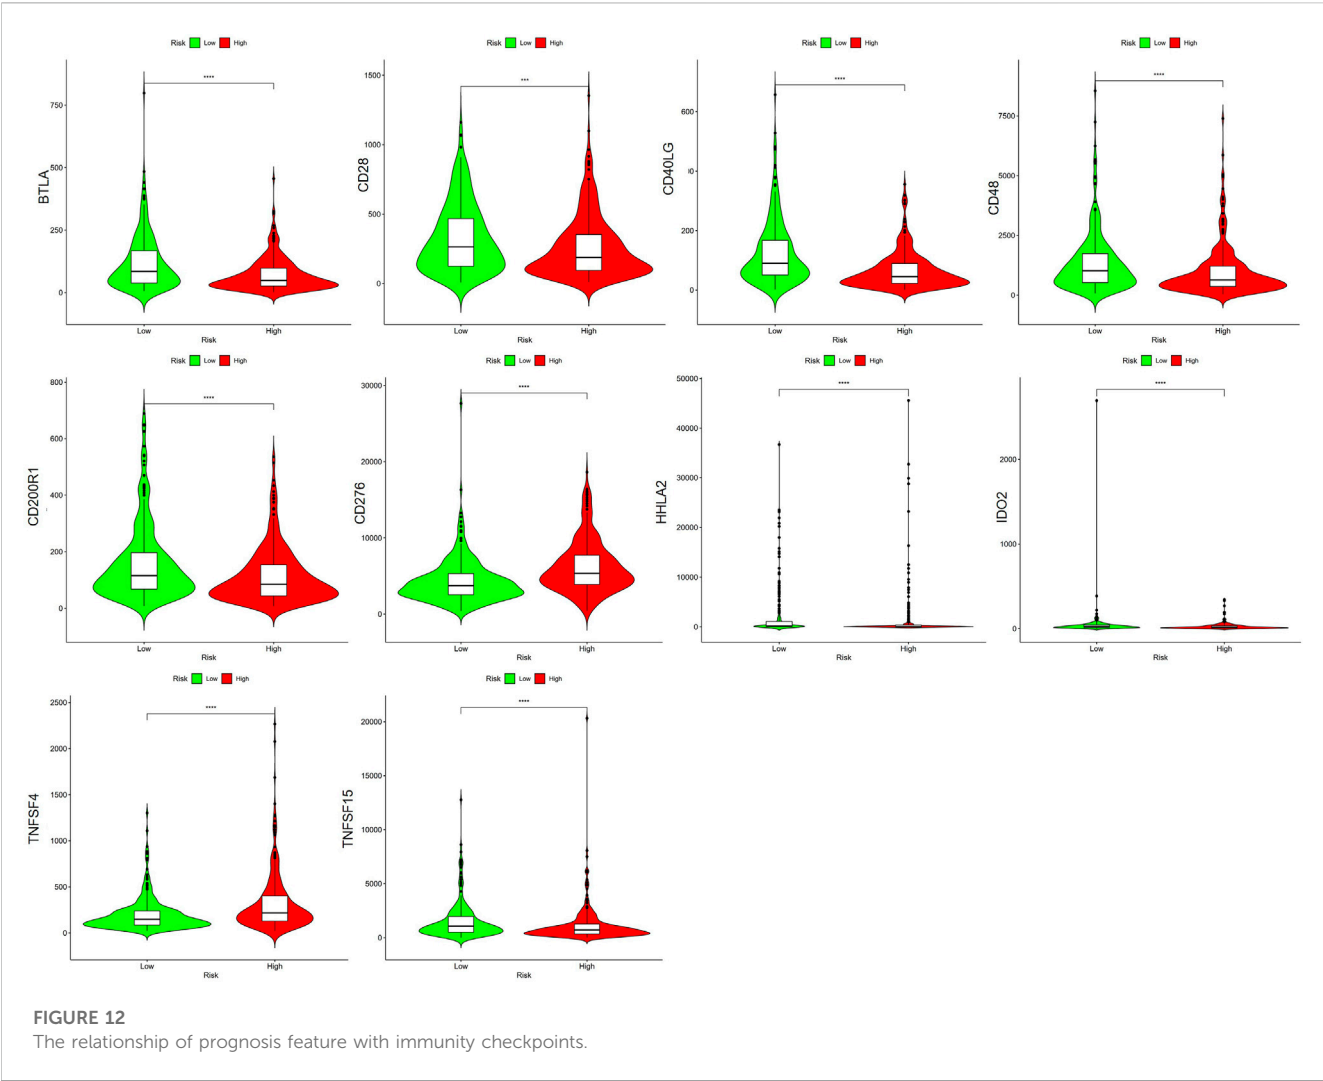 Risk Low High
Risk Low High
Risk Low High
Risk Low High
BTLA
750
500
250
0
****
Low High
Risk
CD28
1500
1000
500
0
***
Low High
Risk
CD40LG
600
400
200
0
****
Low High
Risk
CD48
7500
5000
2500
0
****
Low High
Risk
Risk Low High
Risk Low High
Risk Low High
Risk Low High
CD200R1
800
600
400
200
0
****
Low High
Risk
CD276
30000
20000
10000
0
****
Low High
Risk
HHLA2
50000
40000
30000
20000
10000
0
****
Low High
Risk
IDO2
2000
1000
0
****
Low High
Risk
Risk Low High
Risk Low High
TNFSF4
2500
2000
1500
1000
500
0
****
Low High
Risk
TNFSF15
20000
15000
10000
5000
0
****
Low High
Risk
FIGURE 12
The relationship of prognosis feature with immunity checkpoints.